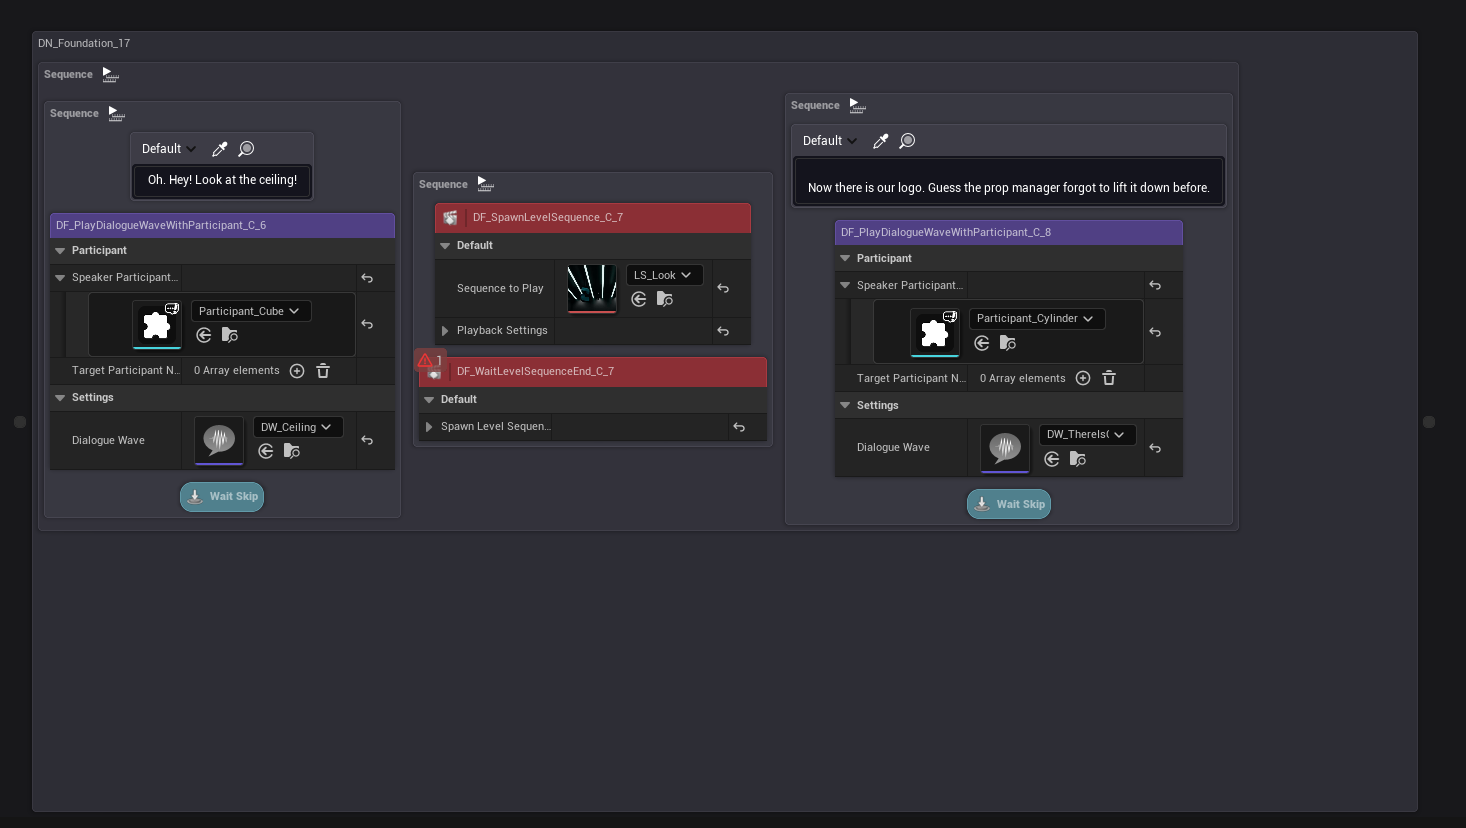 DN_Foundation_17
Sequence
Sequence
Default
Oh. Hey! Look at the ceiling!
DF_PlayDialogueWaveWithParticipant_C_6
Participant
Speaker Participant...
Participant_Cube
Target Participant N...
0 Array elements
Settings
Dialogue Wave
DW_Ceiling
Wait Skip
Sequence
DF_SpawnLevelSequence_C_7
Default
Sequence to Play
LS_Look
Playback Settings
1
DF_WaitLevelSequenceEnd_C_7
Default
Spawn Level Sequen...
Sequence
Default
Now there is our logo. Guess the prop manager forgot to lift it down before.
DF_PlayDialogueWaveWithParticipant_C_8
Participant
Speaker Participant...
Participant_Cylinder
Target Participant N...
0 Array elements
Settings
Dialogue Wave
Wait Skip